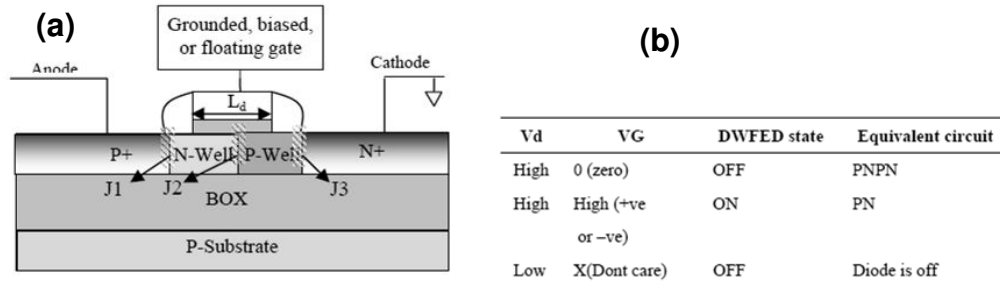 (a)
Grounded, biased,
or floating gate
Anode
Cathode
Ld
P+
N-Well
P-Well
N+
J1
J2
J3
BOX
P-Substrate
(b)
Vd VG DWFED state Equivalent circuit
High 0 (zero) OFF PNPN
High High (+ve ON PN
or –ve)
Low X(Dont care) OFF Diode is off